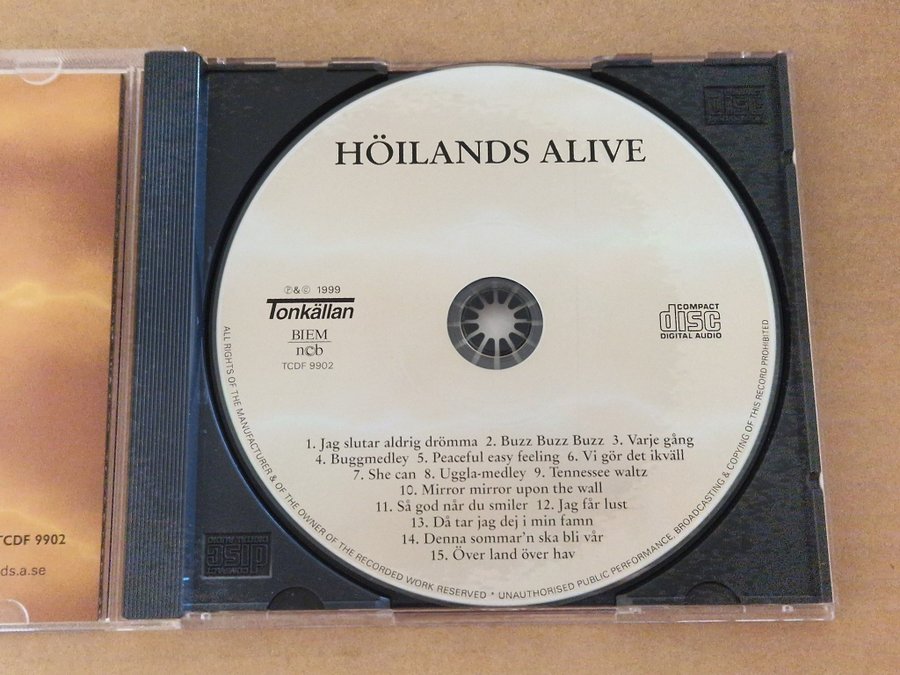 HÖILANDS ALIVE
℗ & © 1999
Tonkällan
BIEM
ncb
TCDF 9902
COMPACT
disc
DIGITAL AUDIO
1. Jag slutar aldrig drömma 2. Buzz Buzz Buzz 3. Varje gång
4. Buggmedley 5. Peaceful easy feeling 6. Vi gör det ikväll
7. She can 8. Uggla-medley 9. Tennessee waltz
10. Mirror mirror upon the wall
11. Så god når du smiler 12. Jag får lust
13. Då tar jag dej i min famn
14. Denna sommar'n ska bli vår
15. Över land över hav
ALL RIGHTS OF THE MANUFACTURER & OF THE OWNER OF THE RECORDED WORK RESERVED * UNAUTHORISED PUBLIC PERFORMANCE, BROADCASTING & COPYING OF THIS RECORD PROHIBITED
TCDF 9902
ds.a.se
COMPACT
disc
DIGITAL AUDIO
disc